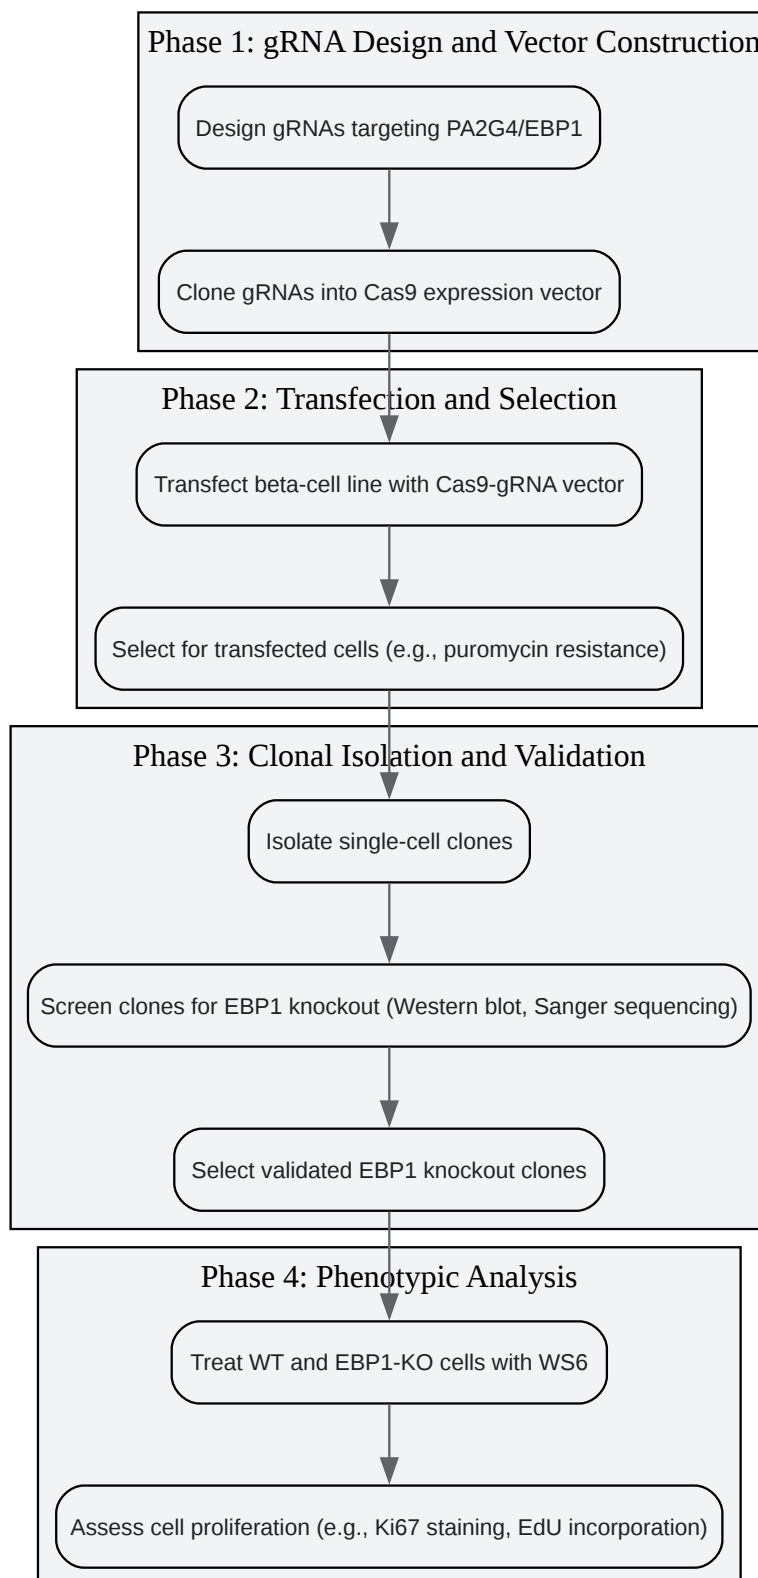 Phase 1: gRNA Design and Vector Construction
Design gRNAs targeting PA2G4/EBP1
Clone gRNAs into Cas9 expression vector
Phase 2: Transfection and Selection
Transfect beta-cell line with Cas9-gRNA vector
Select for transfected cells (e.g., puromycin resistance)
Phase 3: Clonal Isolation and Validation
Isolate single-cell clones
Screen clones for EBP1 knockout (Western blot, Sanger sequencing)
Select validated EBP1 knockout clones
Phase 4: Phenotypic Analysis
Treat WT and EBP1-KO cells with WS6
Assess cell proliferation (e.g., Ki67 staining, EdU incorporation)